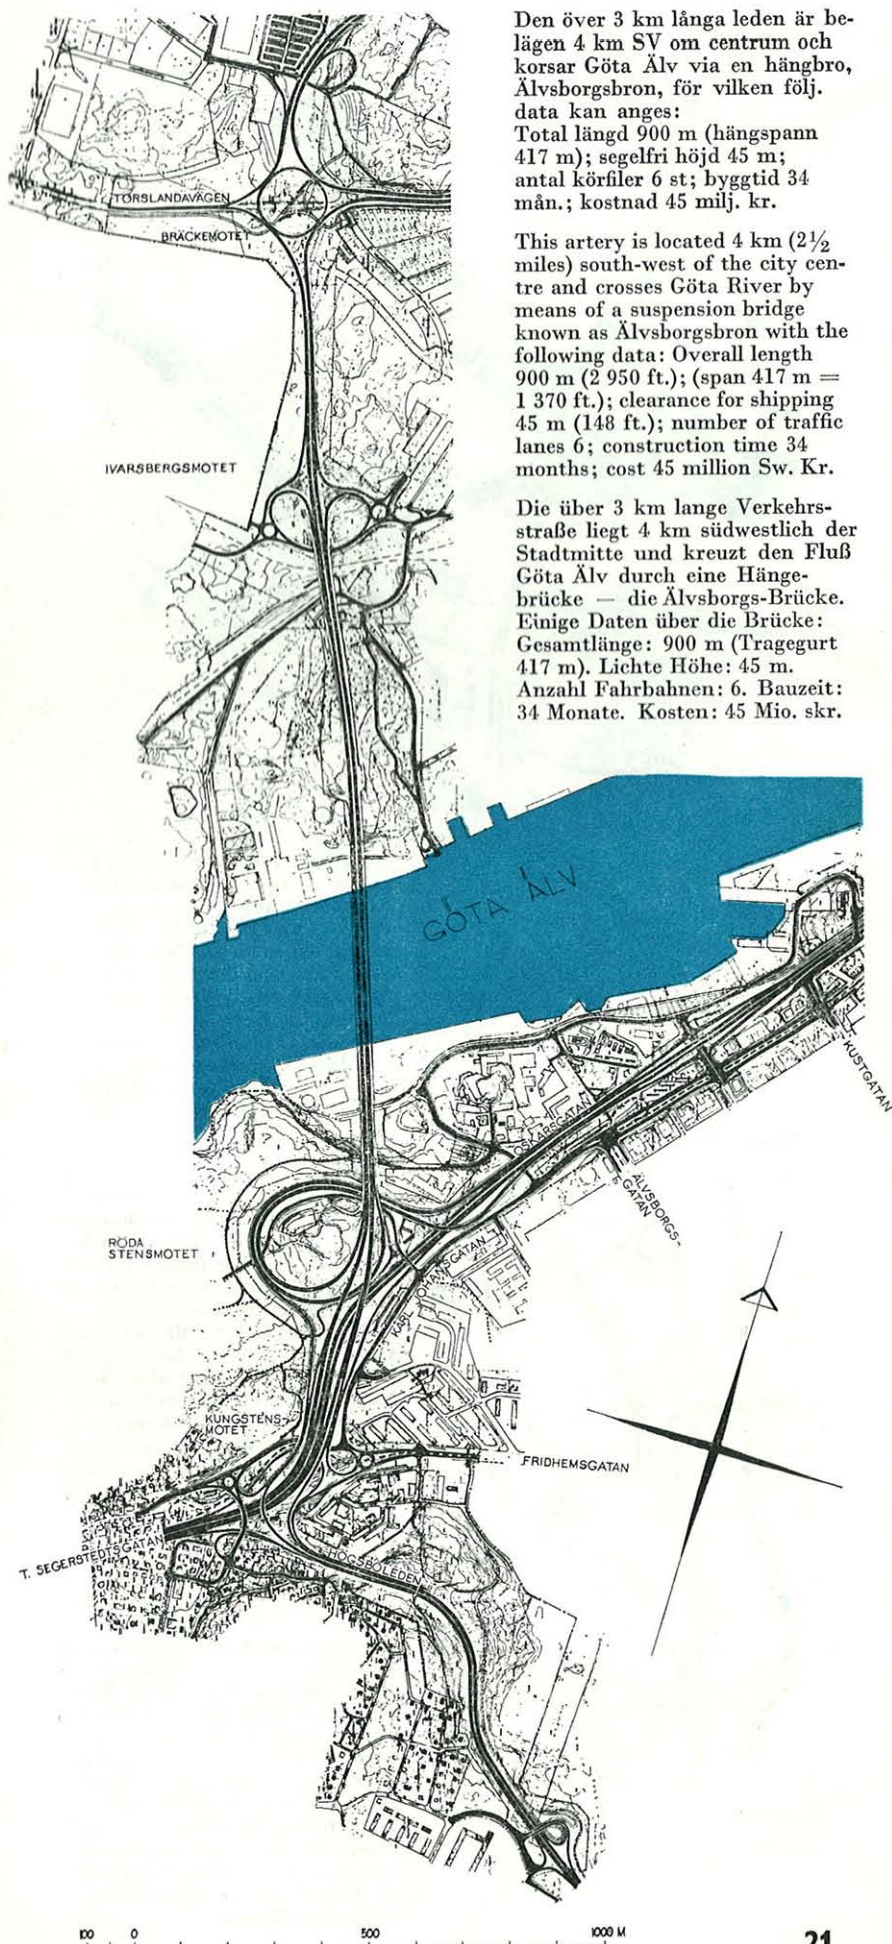 Den över 3 km långa leden är be-
lägen 4 km SV om centrum och
korsar Göta Älv via en hängbro,
Älvsborgsbron, för vilken följ.
data kan anges:
Total längd 900 m (hängspann
417 m); segelfri höjd 45 m;
antal körfiler 6 st; byggtid 34
mån.; kostnad 45 milj. kr.
This artery is located 4 km (2½
miles) south-west of the city cen-
tre and crosses Göta River by
means of a suspension bridge
known as Älvsborgsbron with the
following data: Overall length
900 m (2 950 ft.); (span 417 m =
1 370 ft.); clearance for shipping
45 m (148 ft.); number of traffic
lanes 6; construction time 34
months; cost 45 million Sw. Kr.
Die über 3 km lange Verkehrs-
straße liegt 4 km südwestlich der
Stadtmitte und kreuzt den Fluß
Göta Älv durch eine Hänge-
brücke — die Älvsborgs-Brücke.
Einige Daten über die Brücke:
Gesamtlänge: 900 m (Tragegurt
417 m). Lichte Höhe: 45 m.
Anzahl Fahrbahnen: 6. Bauzeit:
34 Monate. Kosten: 45 Mio. skr.
TORSLANDAVÄGEN
BRÄCKEMOTET
IVARSBERGSMOTET
GÖTA ÄLV
KUSTGATAN
KARSGATAN
ÄLVSBORGS-
GATAN
RÖDA
STENSMOTET
KARL JOHANSGATAN
KUNGSTENS-
MOTET
FRIDHEMSGATAN
T. SEGERSTEDTSGATAN
HÖGSBOLEDEN
100 0 500 1000 M
21